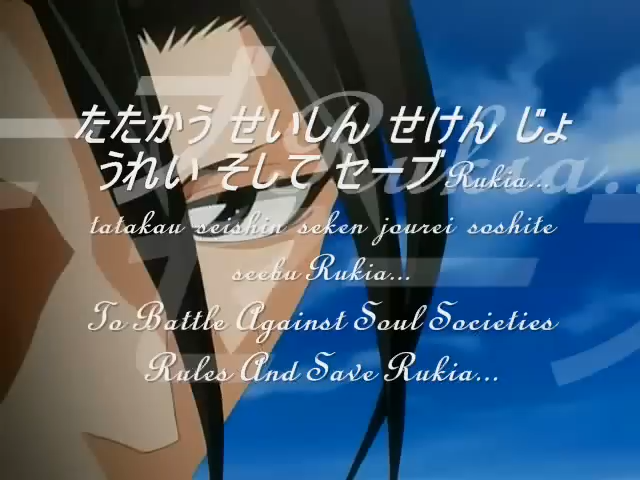 たたかう せいしん せけん じょ
うれい そして セーブ Rukia...
tatakau seishin seken jourei soshite
seebu Rukia...
To Battle Against Soul Societies
Rules And Save Rukia...